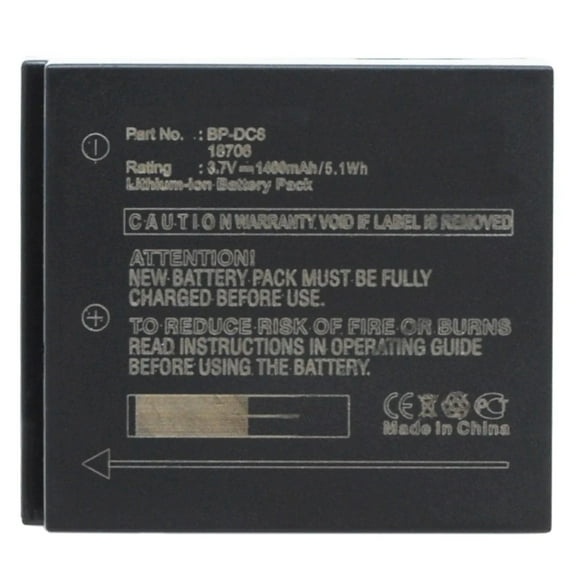 Part No. : BP-DC8
18706
Rating : 3.7V⎓1400mAh/5.1Wh
Lithium-Ion Battery Pack
CAUTION WARRANTY VOID IF LABEL IS REMOVED
ATTENTION!
NEW BATTERY PACK MUST BE FULLY
CHARGED BEFORE USE.
TO REDUCE RISK OF FIRE OR BURNS
READ INSTRUCTIONS IN OPERATING GUIDE
BEFORE USING THE BATTERY.
CE
Made in China